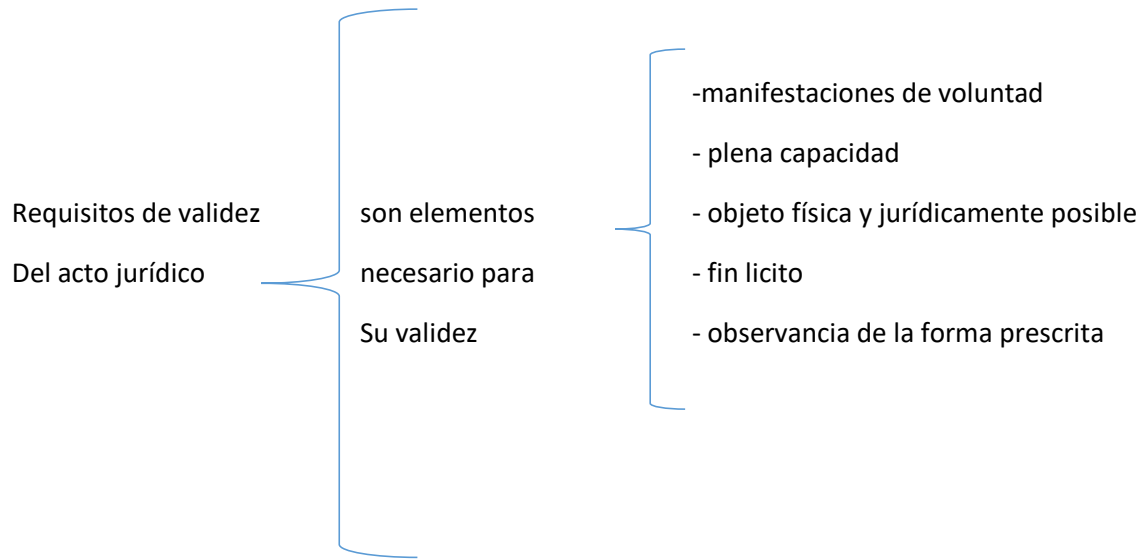 Requisitos de validez
Del acto jurídico
son elementos
necesario para
Su validez
-manifestaciones de voluntad
- plena capacidad
- objeto física y jurídicamente posible
- fin licito
- observancia de la forma prescrita